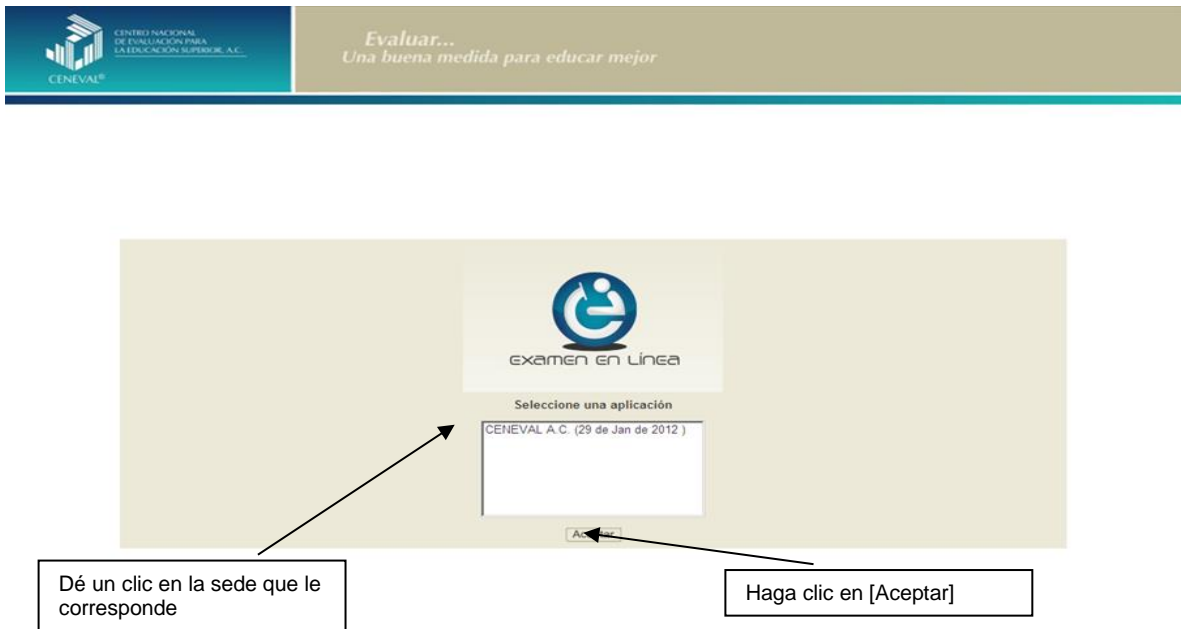 CENTRO NACIONAL
DE EVALUACIÓN PARA
LA EDUCACIÓN SUPERIOR, A.C.
CENEVAL®
Evaluar...
Una buena medida para educar mejor
examen en línea
Seleccione una aplicación
CENEVAL A.C. (29 de Jan de 2012 )
Aceptar
Dé un clic en la sede que le
corresponde
Haga clic en [Aceptar]